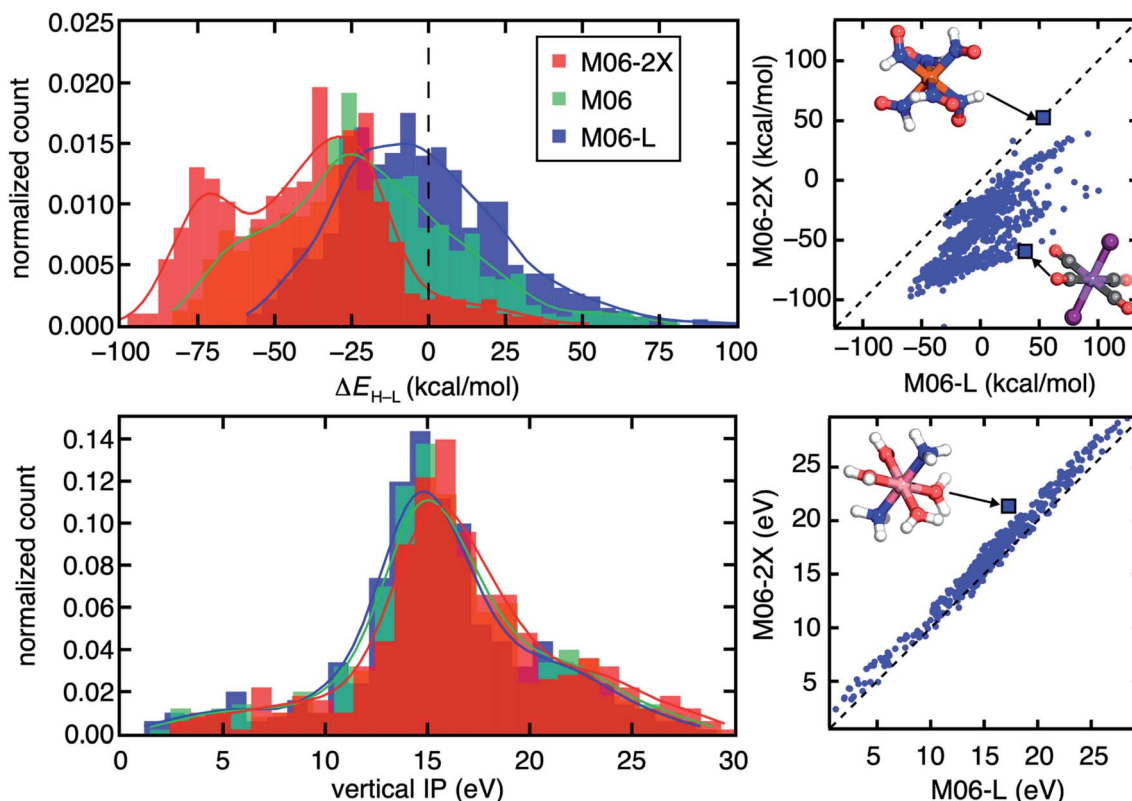 normalized count
0.025
0.020
0.015
0.010
0.005
0.000
−100 −75 −50 −25 0 25 50 75 100
ΔE_H–L (kcal/mol)
M06-2X
M06
M06-L
M06-2X (kcal/mol)
100
50
0
−50
−100
−100 −50 0 50 100
M06-L (kcal/mol)
normalized count
0.14
0.12
0.10
0.08
0.06
0.04
0.02
0.00
0 5 10 15 20 25 30
vertical IP (eV)
M06-2X (eV)
25
20
15
10
5
5 10 15 20 25
M06-L (eV)